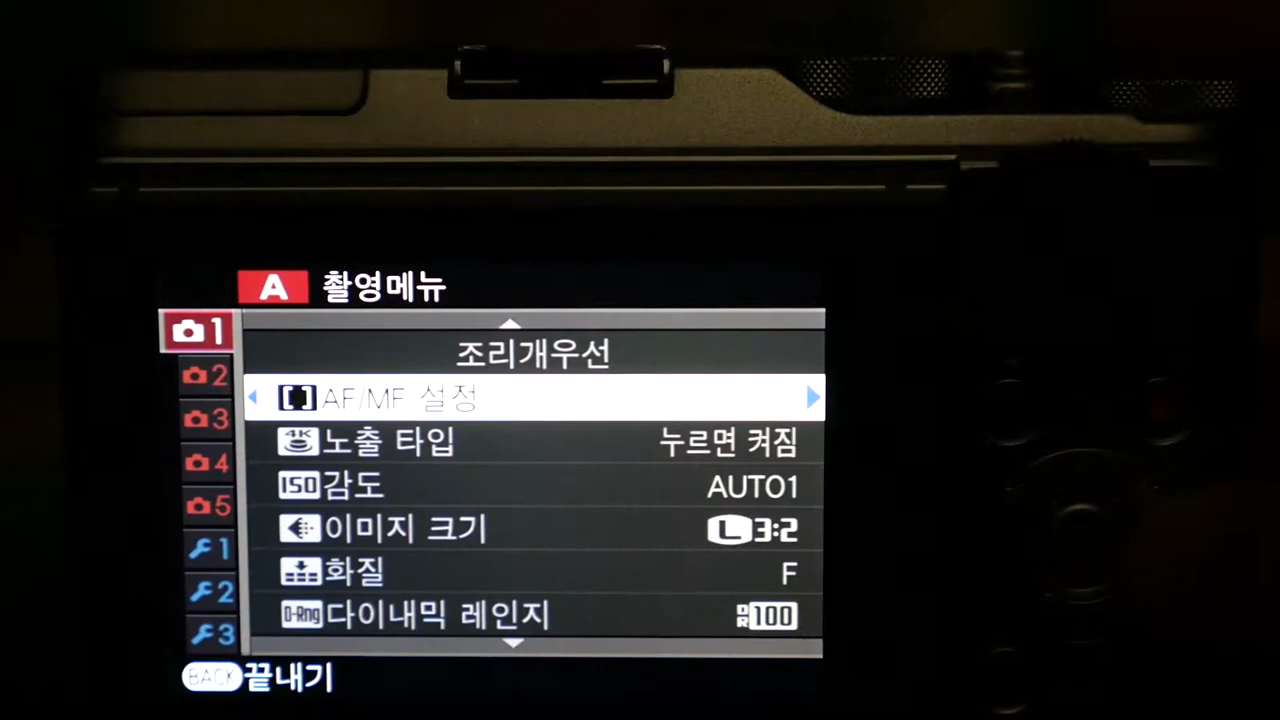 A 촬영메뉴
1
조리개우선
2
AF/MF 설정
3
4K 노출 타입 누르면 켜짐
4
ISO 감도 AUTO1
5
이미지 크기 L 3:2
1
화질 F
2
D-Rng 다이내믹 레인지 DR100
3
BACK 끝내기